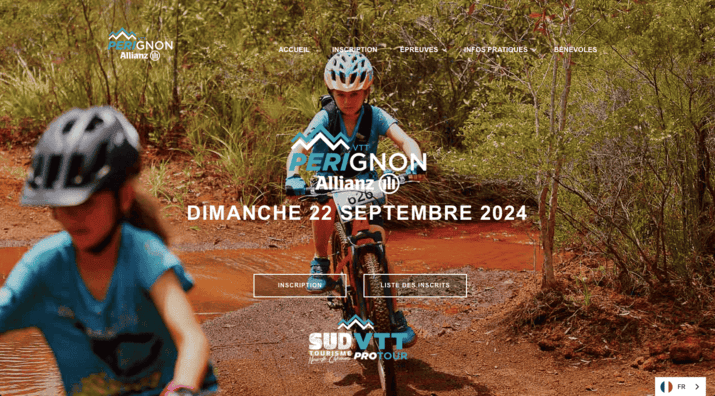 PERIGNON
Allianz
ACCUEIL
INSCRIPTION
EPREUVES
INFOS PRATIQUES
BENEVOLES
VTT
PERIGNON
Allianz
626
DIMANCHE 22 SEPTEMBRE 2024
INSCRIPTION
LISTE DES INSCRITS
SUD VTT
TOURISME PRO TOUR
FR